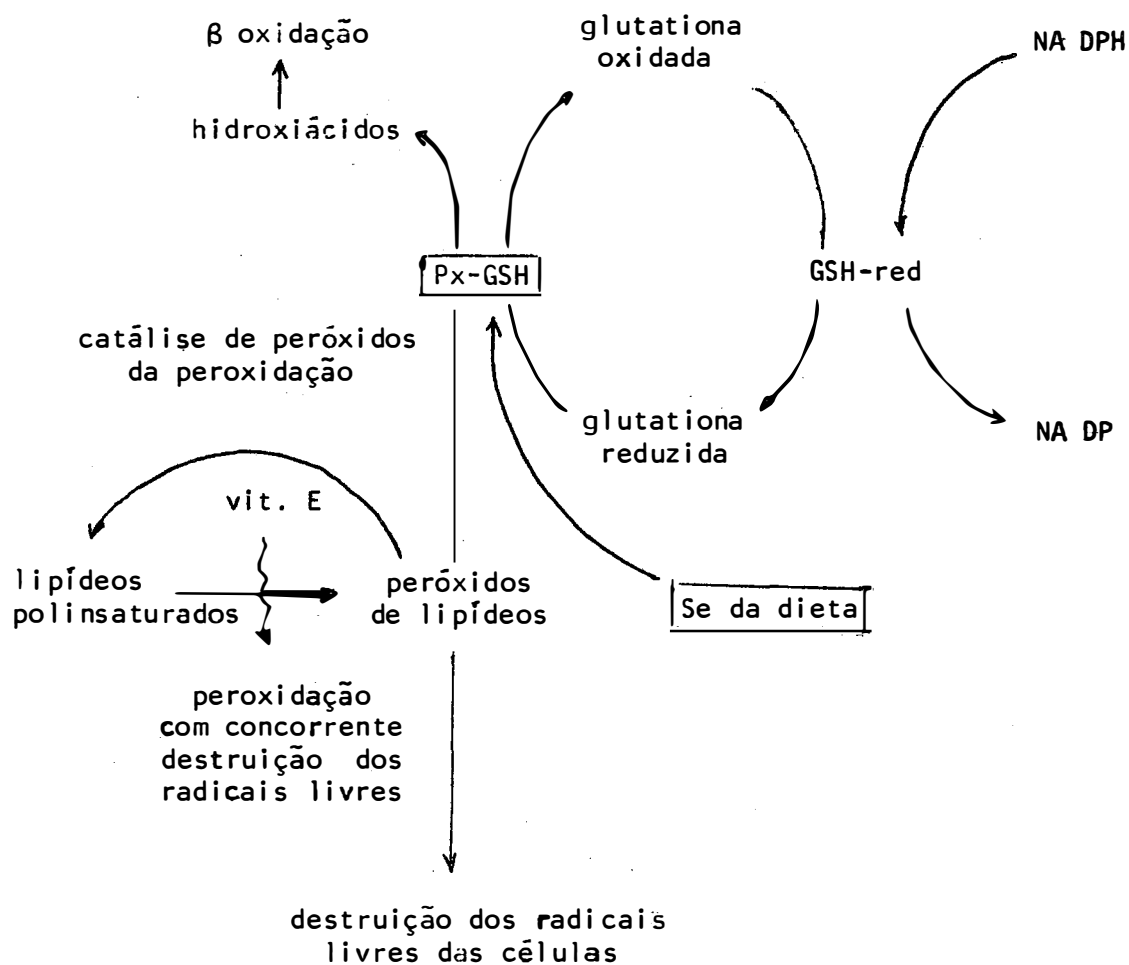 β oxidação
hidroxiácidos
glutationa
oxidada
NA DPH
Px-GSH
GSH-red
catálise de peróxidos
da peroxidação
glutationa
reduzida
NA DP
vit. E
lipídeos
polinsaturados
peróxidos
de lipídeos
Se da dieta
peroxidação
com concorrente
destruição dos
radicais livres
destruição dos radicais
livres das células